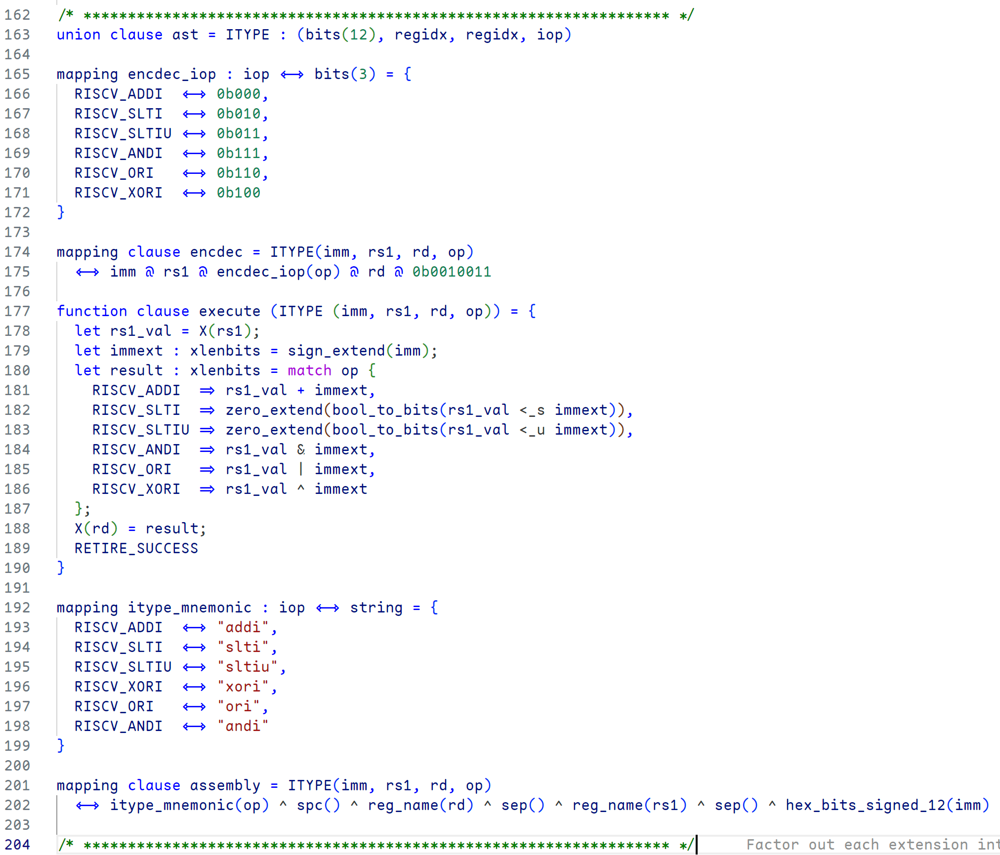 162 /* ****************************************************************** */
163 union clause ast = ITYPE : (bits(12), regidx, regidx, iop)
164
165 mapping encdec_iop : iop <-> bits(3) = {
166   RISCV_ADDI  <-> 0b000,
167   RISCV_SLTI  <-> 0b010,
168   RISCV_SLTIU <-> 0b011,
169   RISCV_ANDI  <-> 0b111,
170   RISCV_ORI   <-> 0b110,
171   RISCV_XORI  <-> 0b100
172 }
173
174 mapping clause encdec = ITYPE(imm, rs1, rd, op)
175   <-> imm @ rs1 @ encdec_iop(op) @ rd @ 0b0010011
176
177 function clause execute (ITYPE (imm, rs1, rd, op)) = {
178   let rs1_val = X(rs1);
179   let immext : xlenbits = sign_extend(imm);
180   let result : xlenbits = match op {
181     RISCV_ADDI  => rs1_val + immext,
182     RISCV_SLTI  => zero_extend(bool_to_bits(rs1_val <_s immext)),
183     RISCV_SLTIU => zero_extend(bool_to_bits(rs1_val <_u immext)),
184     RISCV_ANDI  => rs1_val & immext,
185     RISCV_ORI   => rs1_val | immext,
186     RISCV_XORI  => rs1_val ^ immext
187   };
188   X(rd) = result;
189   RETIRE_SUCCESS
190 }
191
192 mapping itype_mnemonic : iop <-> string = {
193   RISCV_ADDI  <-> "addi",
194   RISCV_SLTI  <-> "slti",
195   RISCV_SLTIU <-> "sltiu",
196   RISCV_XORI  <-> "xori",
197   RISCV_ORI   <-> "ori",
198   RISCV_ANDI  <-> "andi"
199 }
200
201 mapping clause assembly = ITYPE(imm, rs1, rd, op)
202   <-> itype_mnemonic(op) ^ spc() ^ reg_name(rd) ^ sep() ^ reg_name(rs1) ^ sep() ^ hex_bits_signed_12(imm)
203
204 /* ****************************************************************** */ Factor out each extension